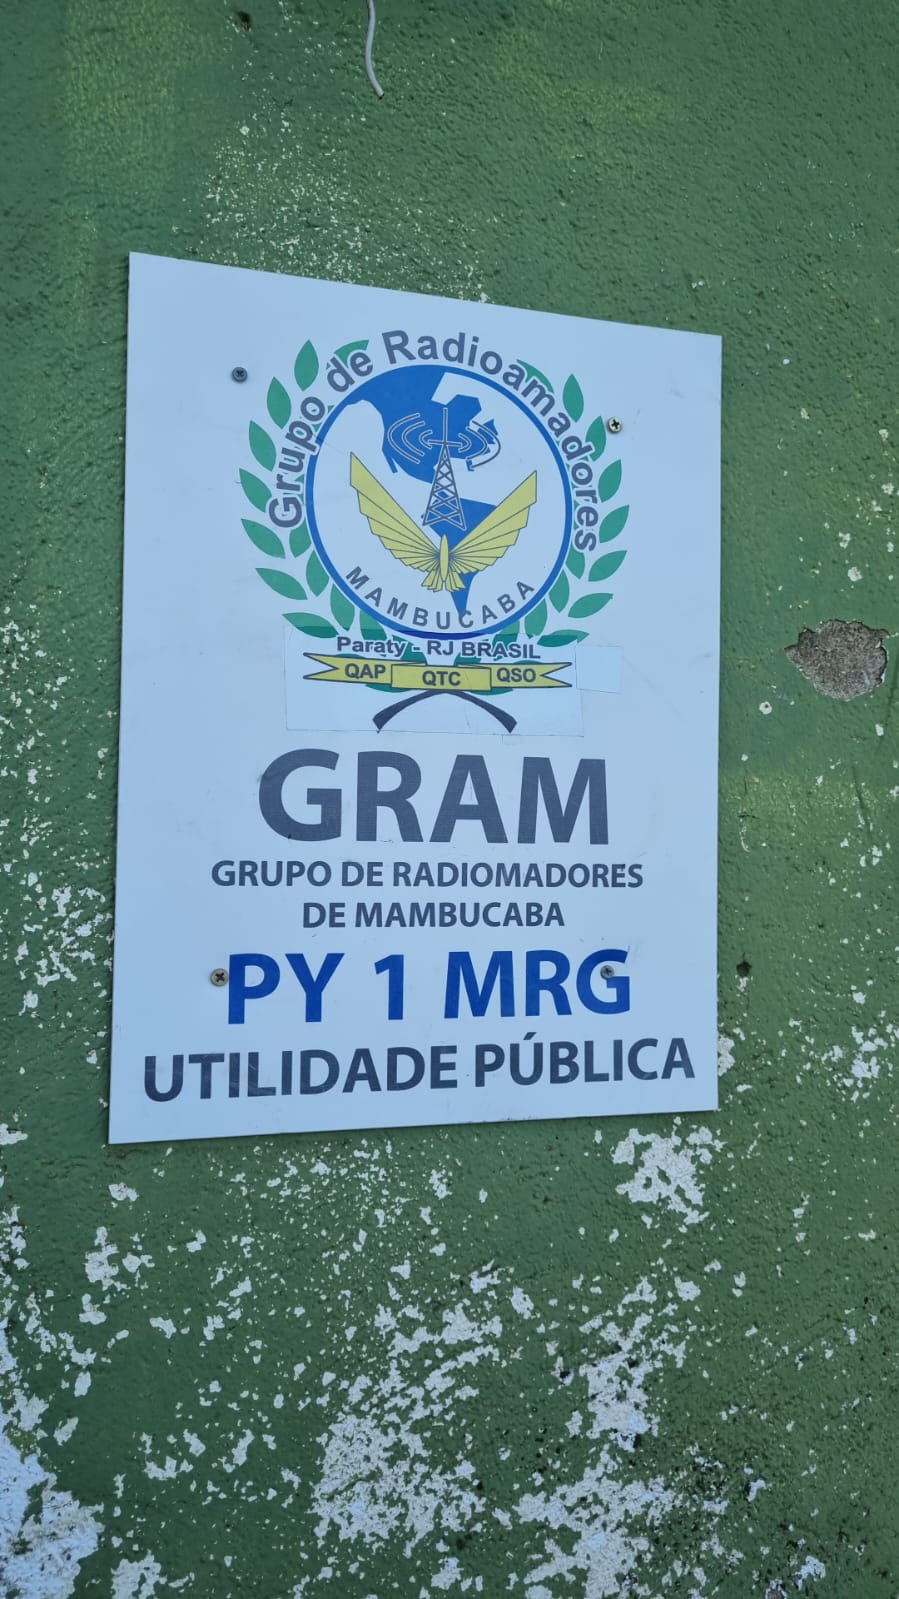 Grupo de Radioamadores
MAMBUCABA
Paraty - RJ BRASIL
QAP QTC QSO
GRAM
GRUPO DE RADIOMADORES
DE MAMBUCABA
PY 1 MRG
UTILIDADE PÚBLICA